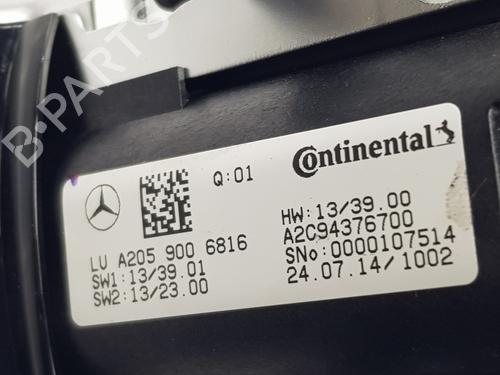 B-PARTS
Q:01
Continental
LU A205 900 6816
SW1:13/39.01
SW2:13/23.00
HW:13/39.00
A2C94376700
SNo:0000107514
24.07.14/1002